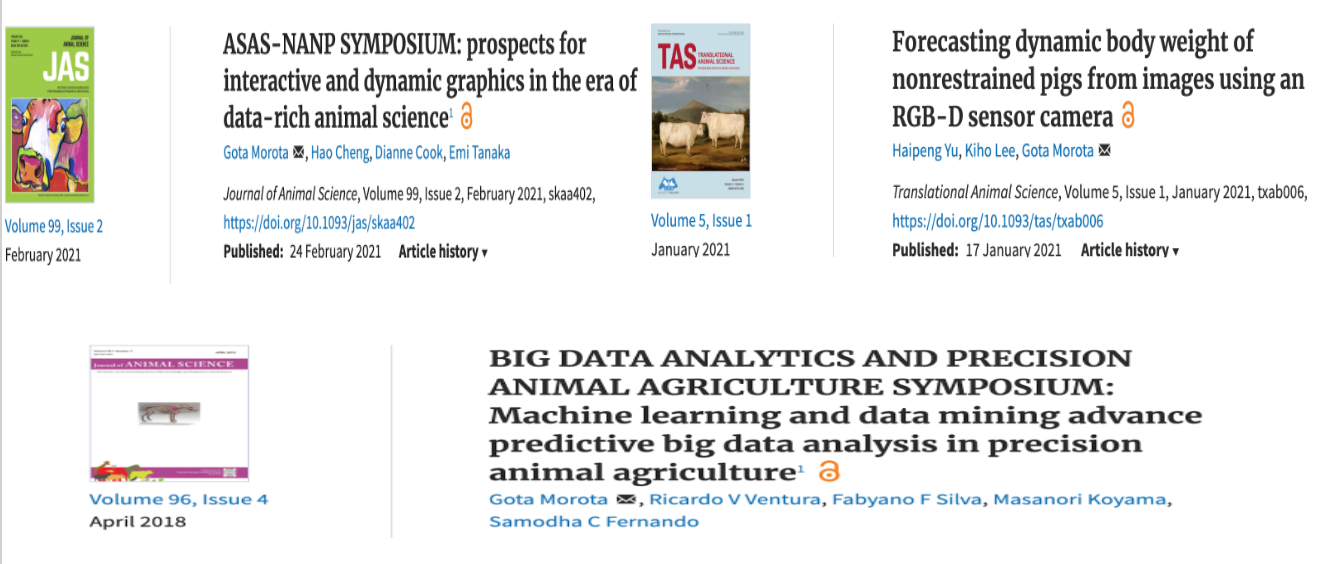 JOURNAL OF
ANIMAL SCIENCE
JAS
Volume 99, Issue 2
February 2021
ASAS-NANP SYMPOSIUM: prospects for
interactive and dynamic graphics in the era of
data-rich animal science¹
Gota Morota, Hao Cheng, Dianne Cook, Emi Tanaka
Journal of Animal Science, Volume 99, Issue 2, February 2021, skaa402,
https://doi.org/10.1093/jas/skaa402
Published: 24 February 2021 Article history ▾
TAS TRANSLATIONAL
ANIMAL SCIENCE
Volume 5, Issue 1
January 2021
Forecasting dynamic body weight of
nonrestrained pigs from images using an
RGB-D sensor camera
Haipeng Yu, Kiho Lee, Gota Morota
Translational Animal Science, Volume 5, Issue 1, January 2021, txab006,
https://doi.org/10.1093/tas/txab006
Published: 17 January 2021 Article history ▾
Journal of ANIMAL SCIENCE
Volume 96, Issue 4
April 2018
BIG DATA ANALYTICS AND PRECISION
ANIMAL AGRICULTURE SYMPOSIUM:
Machine learning and data mining advance
predictive big data analysis in precision
animal agriculture¹
Gota Morota, Ricardo V Ventura, Fabyano F Silva, Masanori Koyama,
Samodha C Fernando